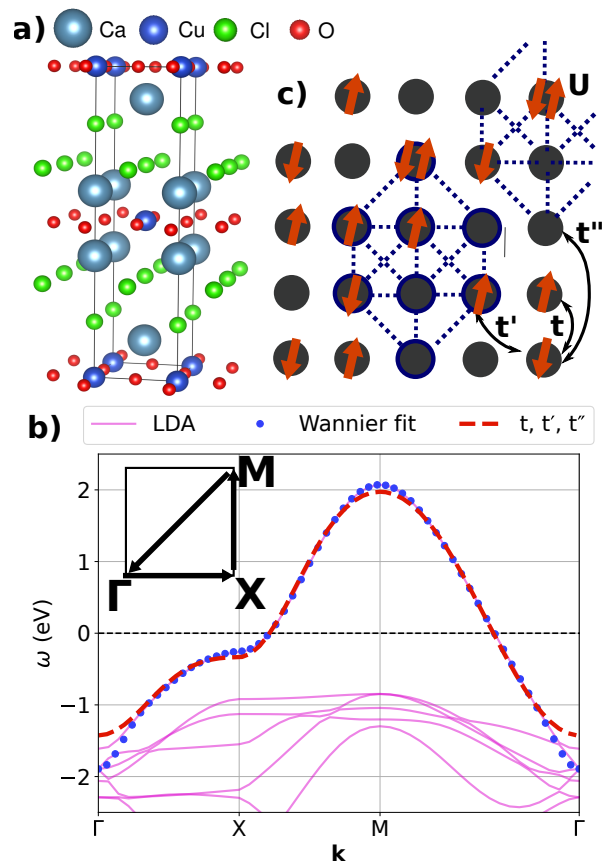 a) Ca Cu Cl O
c)
U
t"
t' t
b)
LDA Wannier fit t, t′, t″
M
Γ X
ω (eV)
2
1
0
−1
−2
Γ X M Γ
k